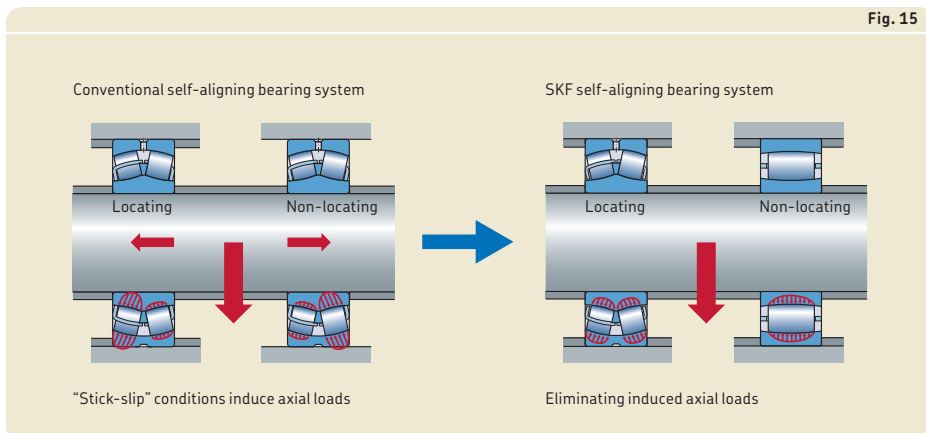 Fig. 15
Conventional self-aligning bearing system
SKF self-aligning bearing system
Locating
Non-locating
Locating
Non-locating
“Stick-slip” conditions induce axial loads
Eliminating induced axial loads